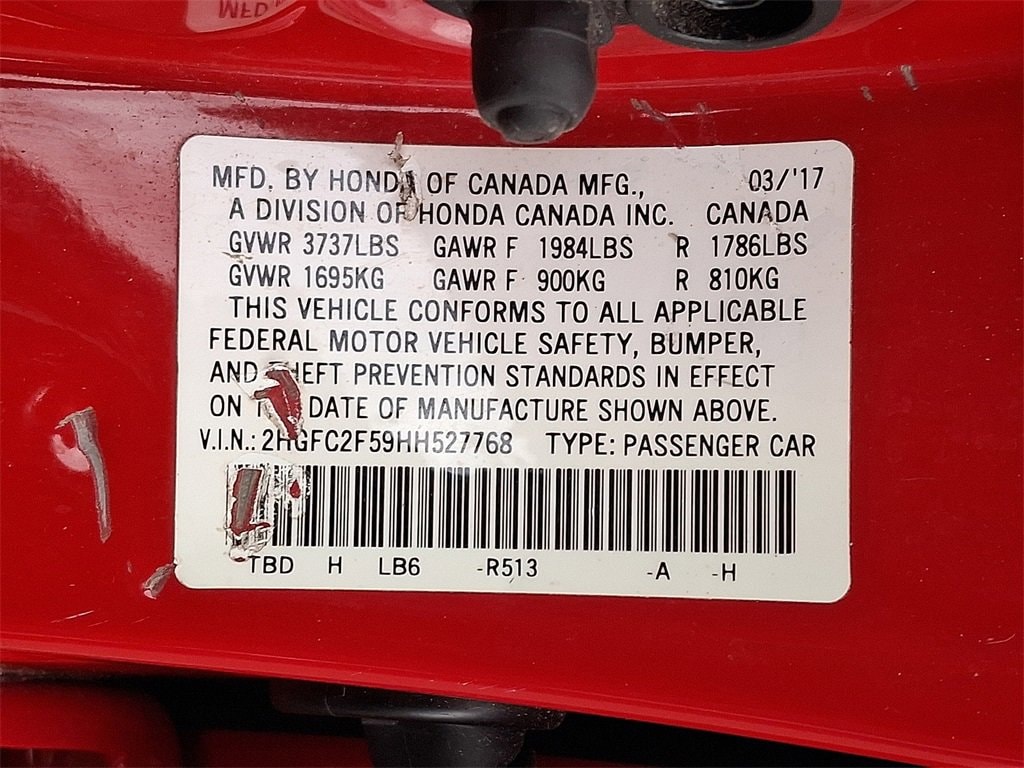 MFD. BY HONDA OF CANADA MFG., 03/'17
A DIVISION OF HONDA CANADA INC. CANADA
GVWR 3737LBS GAWR F 1984LBS R 1786LBS
GVWR 1695KG GAWR F 900KG R 810KG
THIS VEHICLE CONFORMS TO ALL APPLICABLE
FEDERAL MOTOR VEHICLE SAFETY, BUMPER,
AND THEFT PREVENTION STANDARDS IN EFFECT
ON THE DATE OF MANUFACTURE SHOWN ABOVE.
V.I.N.: 2HGFC2F59HH527768 TYPE: PASSENGER CAR
TBD H LB6 -R513 -A -H